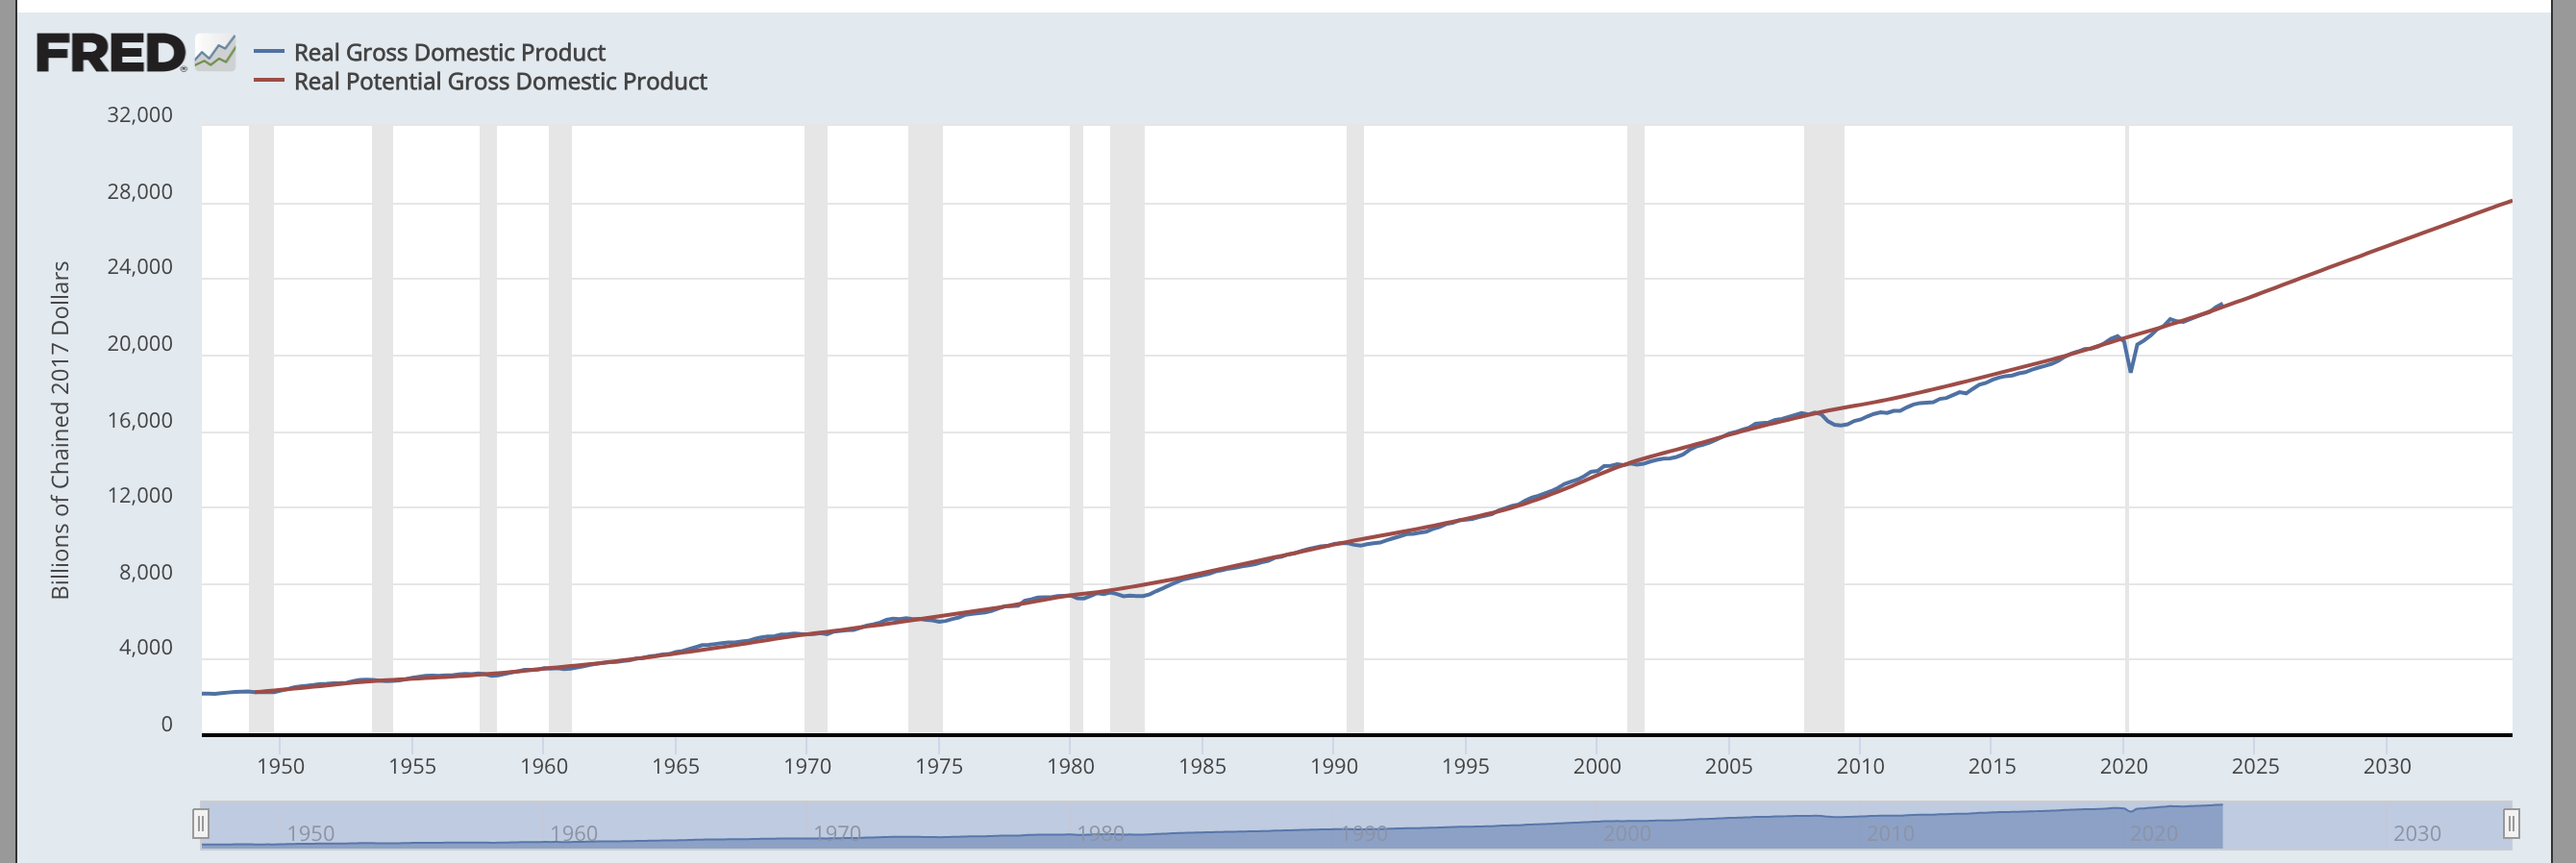 FRED
Real Gross Domestic Product
Real Potential Gross Domestic Product
32,000
28,000
24,000
20,000
16,000
12,000
8,000
4,000
0
Billions of Chained 2017 Dollars
1950 1955 1960 1965 1970 1975 1980 1985 1990 1995 2000 2005 2010 2015 2020 2025 2030
1950 1960 1970 1980 1990 2000 2010 2020 2030